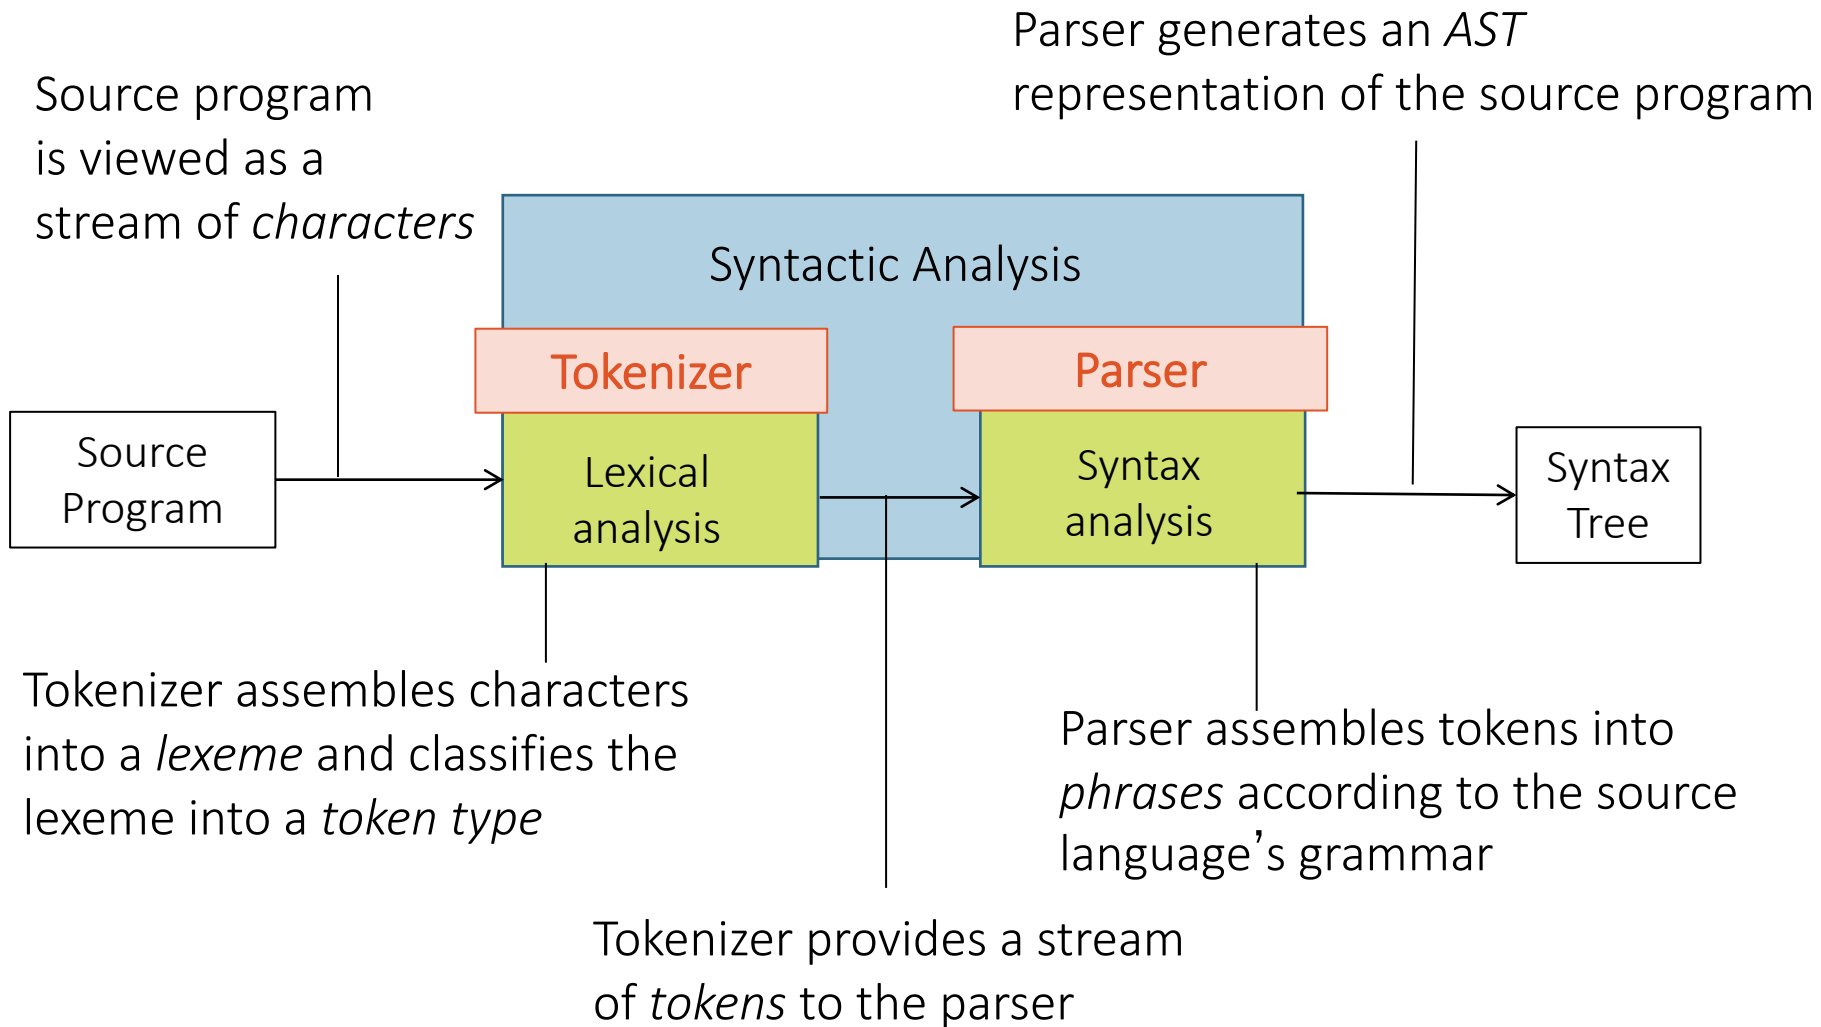 Parser generates an AST
representation of the source program
Source program
is viewed as a
stream of characters
Syntactic Analysis
Tokenizer
Parser
Source
Program
Lexical
analysis
Syntax
analysis
Syntax
Tree
Tokenizer assembles characters
into a lexeme and classifies the
lexeme into a token type
Parser assembles tokens into
phrases according to the source
language’s grammar
Tokenizer provides a stream
of tokens to the parser